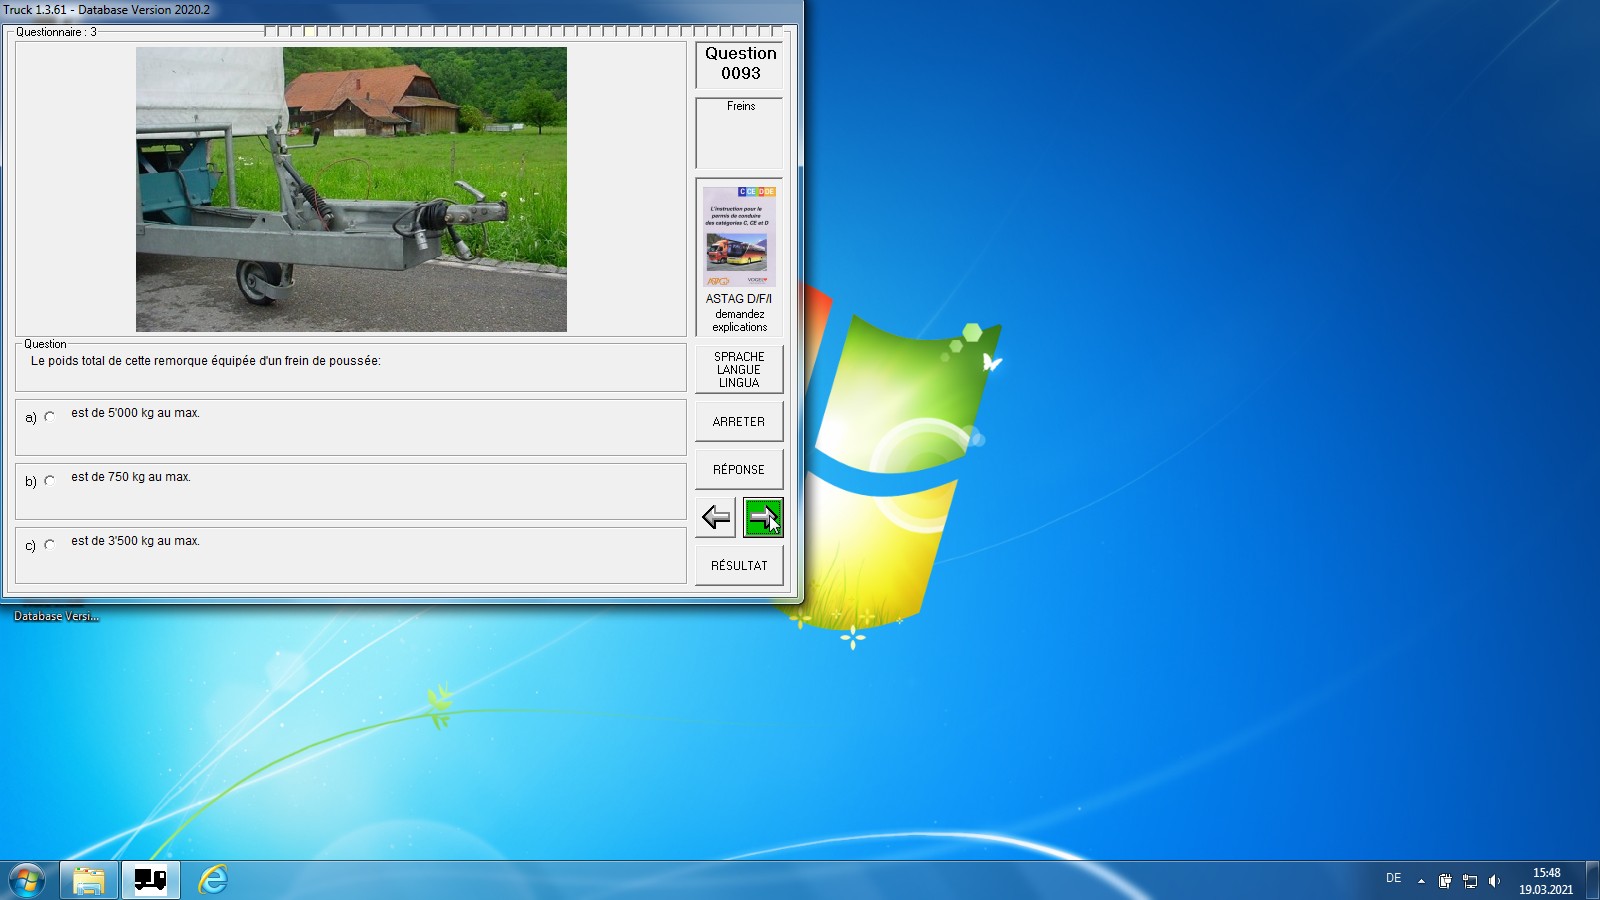 Truck 1.3.61 - Database Version 2020.2
Questionnaire : 3
Question
0093
Freins
C CE D DE
L'instruction pour le
permis de conduire
des catégories C, CE et D
ASTAG D/F/I
demandez
explications
Question
Le poids total de cette remorque équipée d'un frein de poussée:
SPRACHE
LANGUE
LINGUA
a) est de 5'000 kg au max.
ARRETER
b) est de 750 kg au max.
RÉPONSE
c) est de 3'500 kg au max.
RÉSULTAT
Database Versi...
DE
15:48
19.03.2021